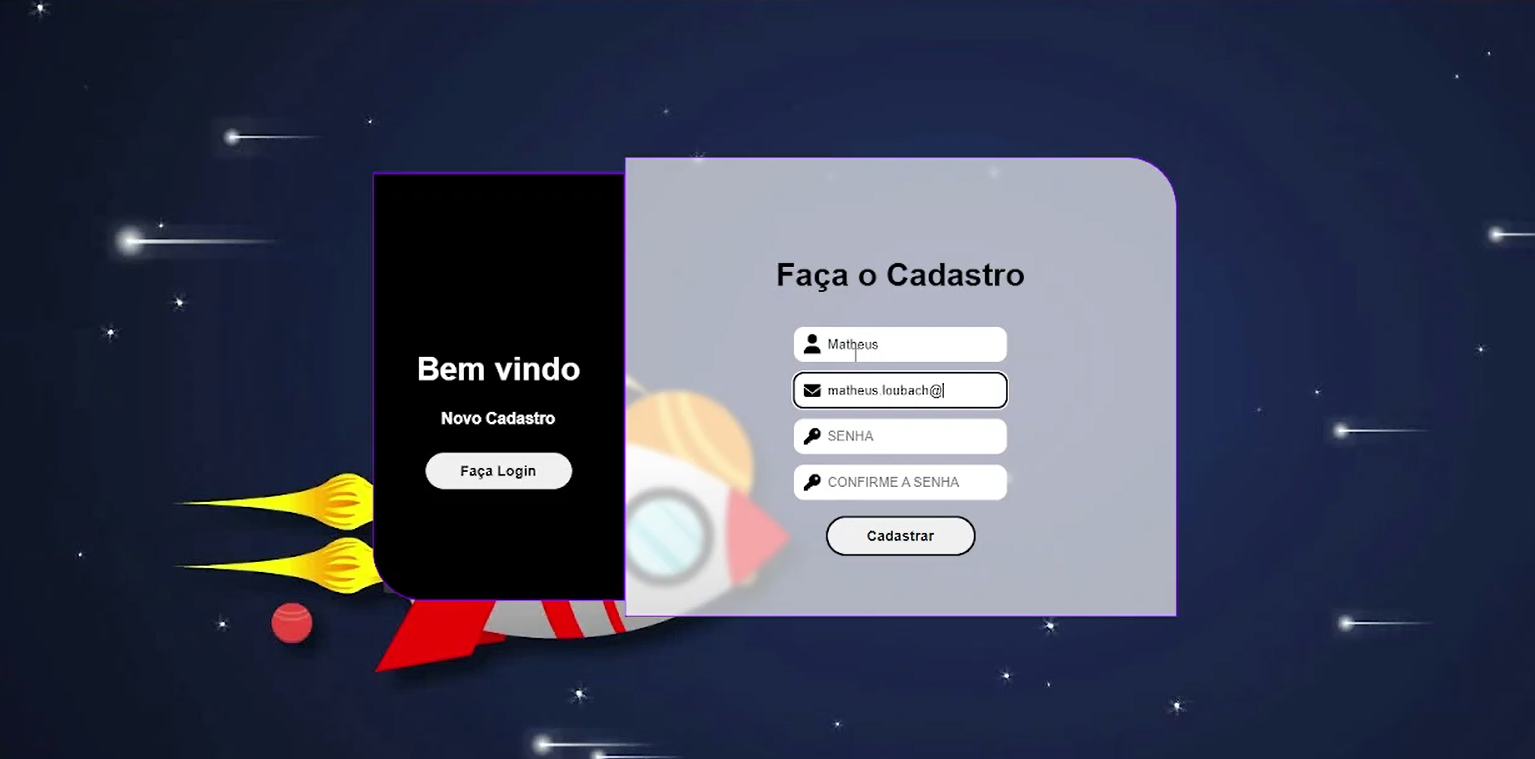 Bem vindo
Novo Cadastro
Faça Login
Faça o Cadastro
Matheus
matheus.loubach@
SENHA
CONFIRME A SENHA
Cadastrar